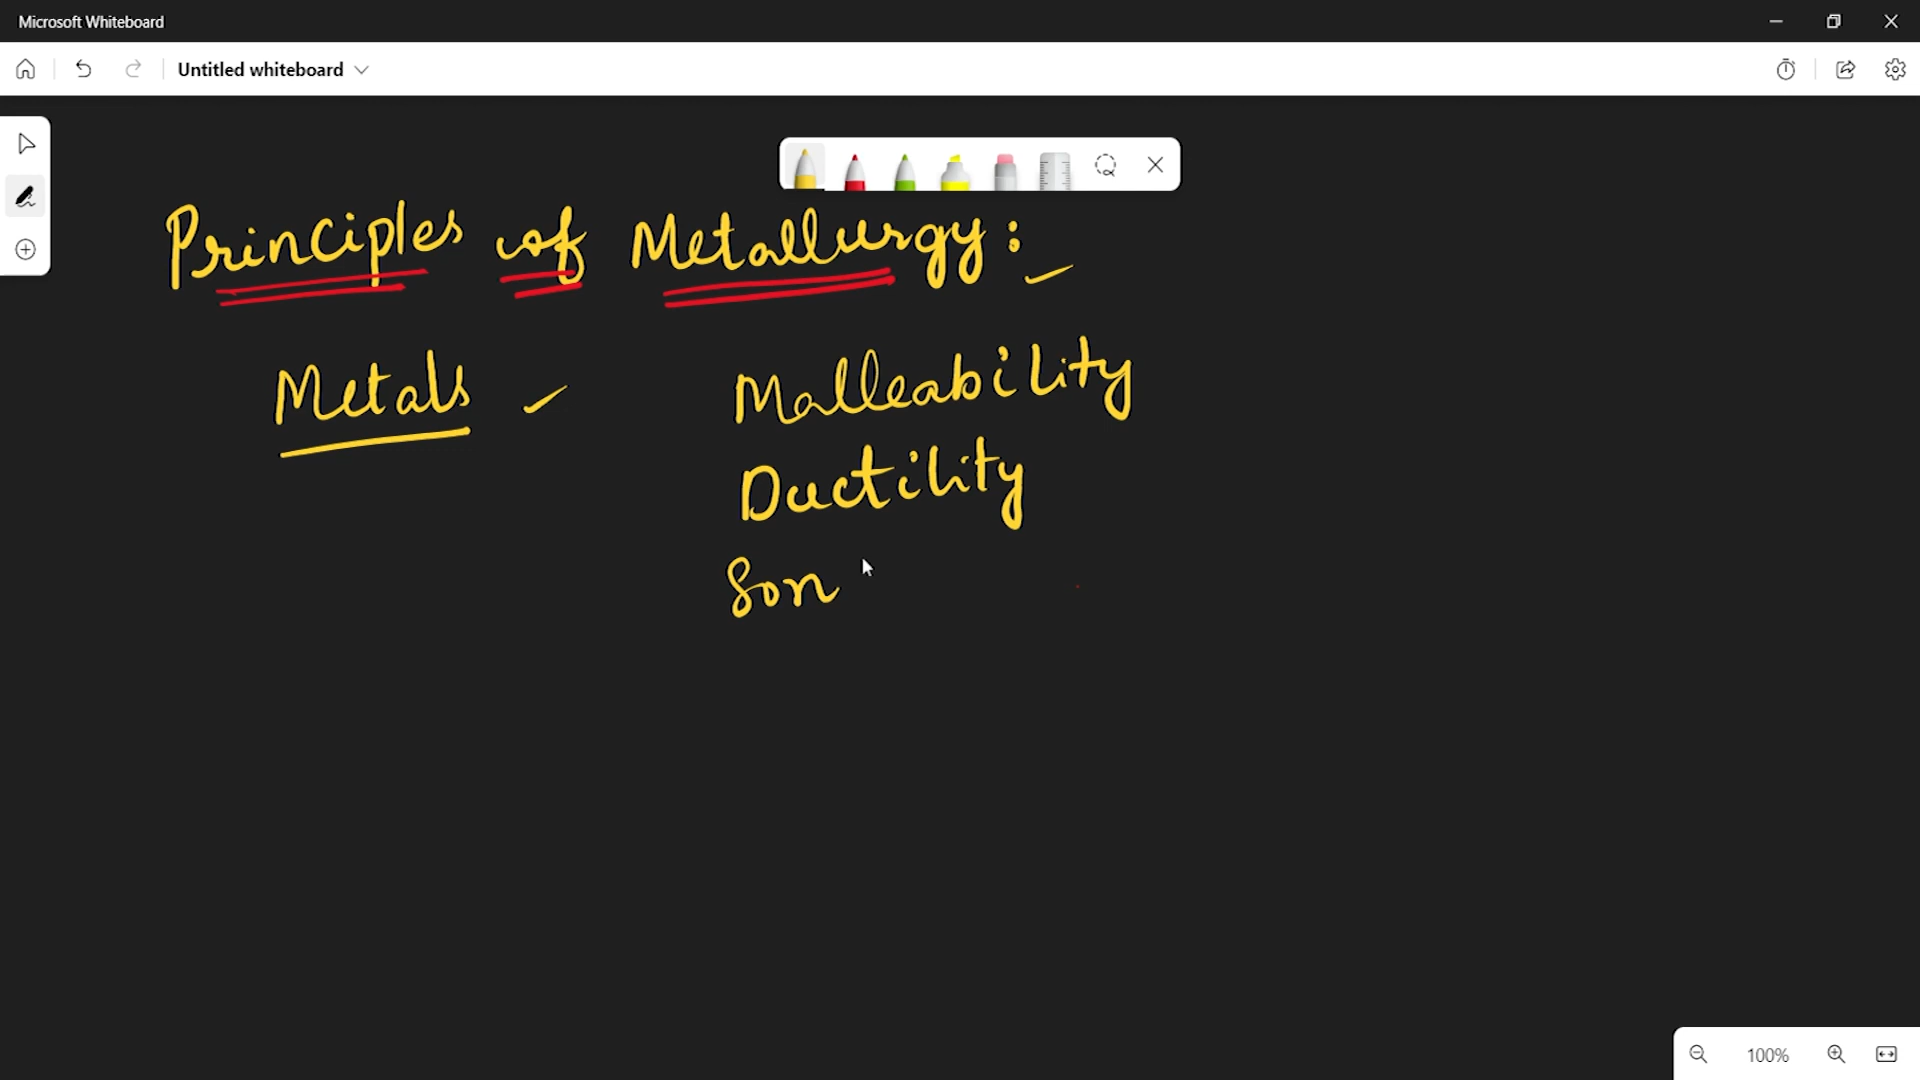 Microsoft Whiteboard
Untitled whiteboard
Principles of Metallurgy:
Metals
Malleability
Ductility
Son
100%